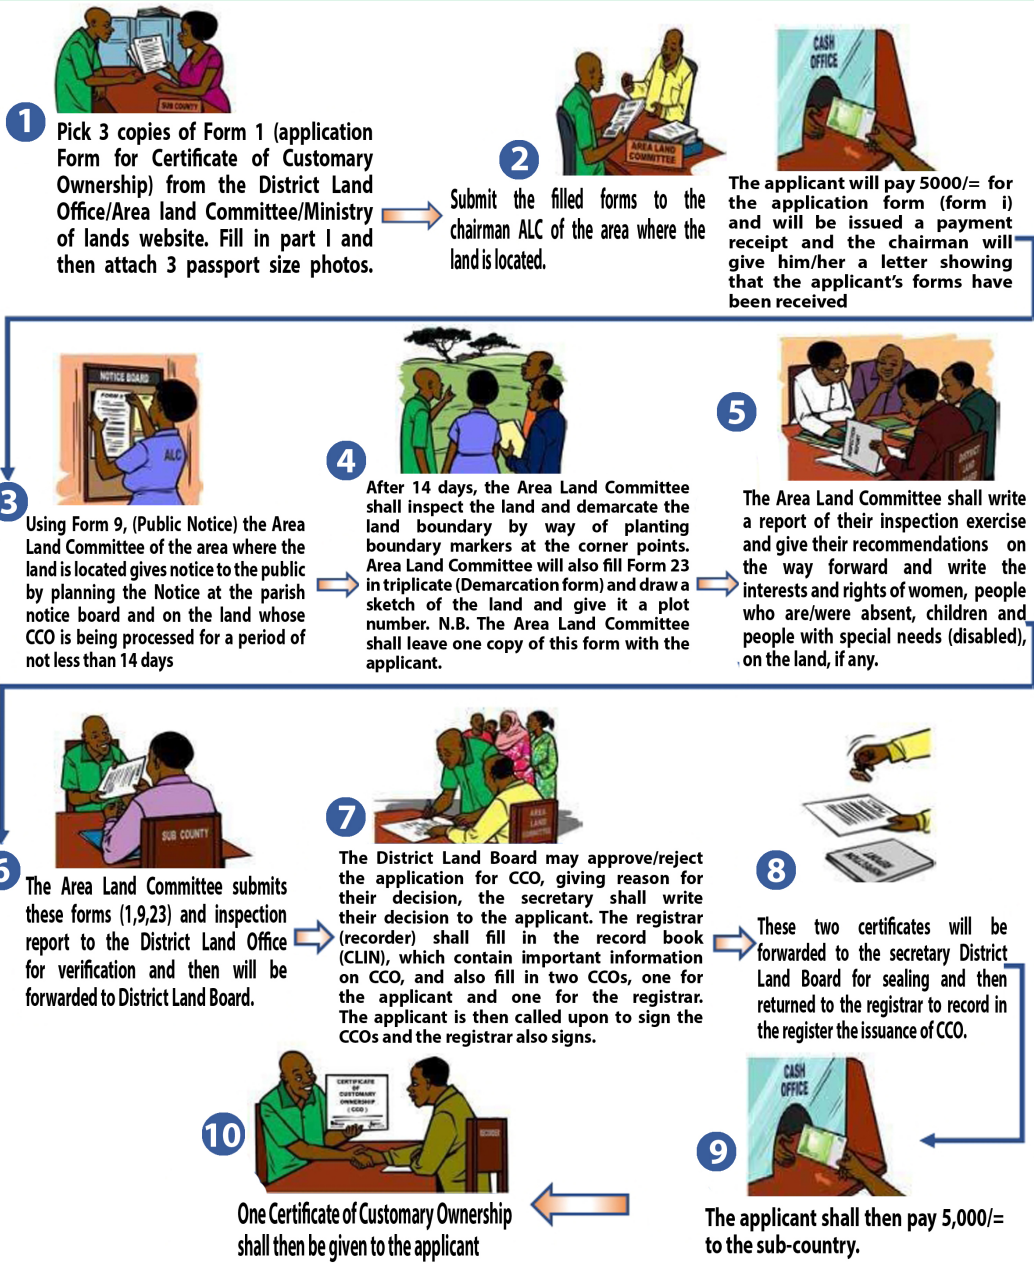 SUB COUNTY
1
Pick 3 copies of Form 1 (application
Form for Certificate of Customary
Ownership) from the District Land
Office/Area land Committee/Ministry
of lands website. Fill in part I and
then attach 3 passport size photos.
AREA LAND
COMMITTEE
2
Submit the filled forms to the
chairman ALC of the area where the
land is located.
CASH
OFFICE
The applicant will pay 5000/= for
the application form (form i)
and will be issued a payment
receipt and the chairman will
give him/her a letter showing
that the applicant's forms have
been received
NOTICE BOARD
FORM 9
ALC
3
Using Form 9, (Public Notice) the Area
Land Committee of the area where the
land is located gives notice to the public
by planning the Notice at the parish
notice board and on the land whose
CCO is being processed for a period of
not less than 14 days
4
After 14 days, the Area Land Committee
shall inspect the land and demarcate the
land boundary by way of planting
boundary markers at the corner points.
Area Land Committee will also fill Form 23
in triplicate (Demarcation form) and draw a
sketch of the land and give it a plot
number. N.B. The Area Land Committee
shall leave one copy of this form with the
applicant.
5
INSPECTION
REPORT
DISTRICT
LAND
The Area Land Committee shall write
a report of their inspection exercise
and give their recommendations on
the way forward and write the
interests and rights of women, people
who are/were absent, children and
people with special needs (disabled),
on the land, if any.
SUB COUNTY
6
The Area Land Committee submits
these forms (1,9,23) and inspection
report to the District Land Office
for verification and then will be
forwarded to District Land Board.
7
AREA
LAND
COMMITTEE
The District Land Board may approve/reject
the application for CCO, giving reason for
their decision, the secretary shall write
their decision to the applicant. The registrar
(recorder) shall fill in the record book
(CLIN), which contain important information
on CCO, and also fill in two CCOs, one for
the applicant and one for the registrar.
The applicant is then called upon to sign the
CCOs and the registrar also signs.
8
INSPECTION
REPORT
These two certificates will be
forwarded to the secretary District
Land Board for sealing and then
returned to the registrar to record in
the register the issuance of CCO.
CASH
OFFICE
9
The applicant shall then pay 5,000/=
to the sub-country.
10
CERTIFICATE
OF
CUSTOMARY
OWNERSHIP
(CCO)
RECORDER
One Certificate of Customary Ownership
shall then be given to the applicant